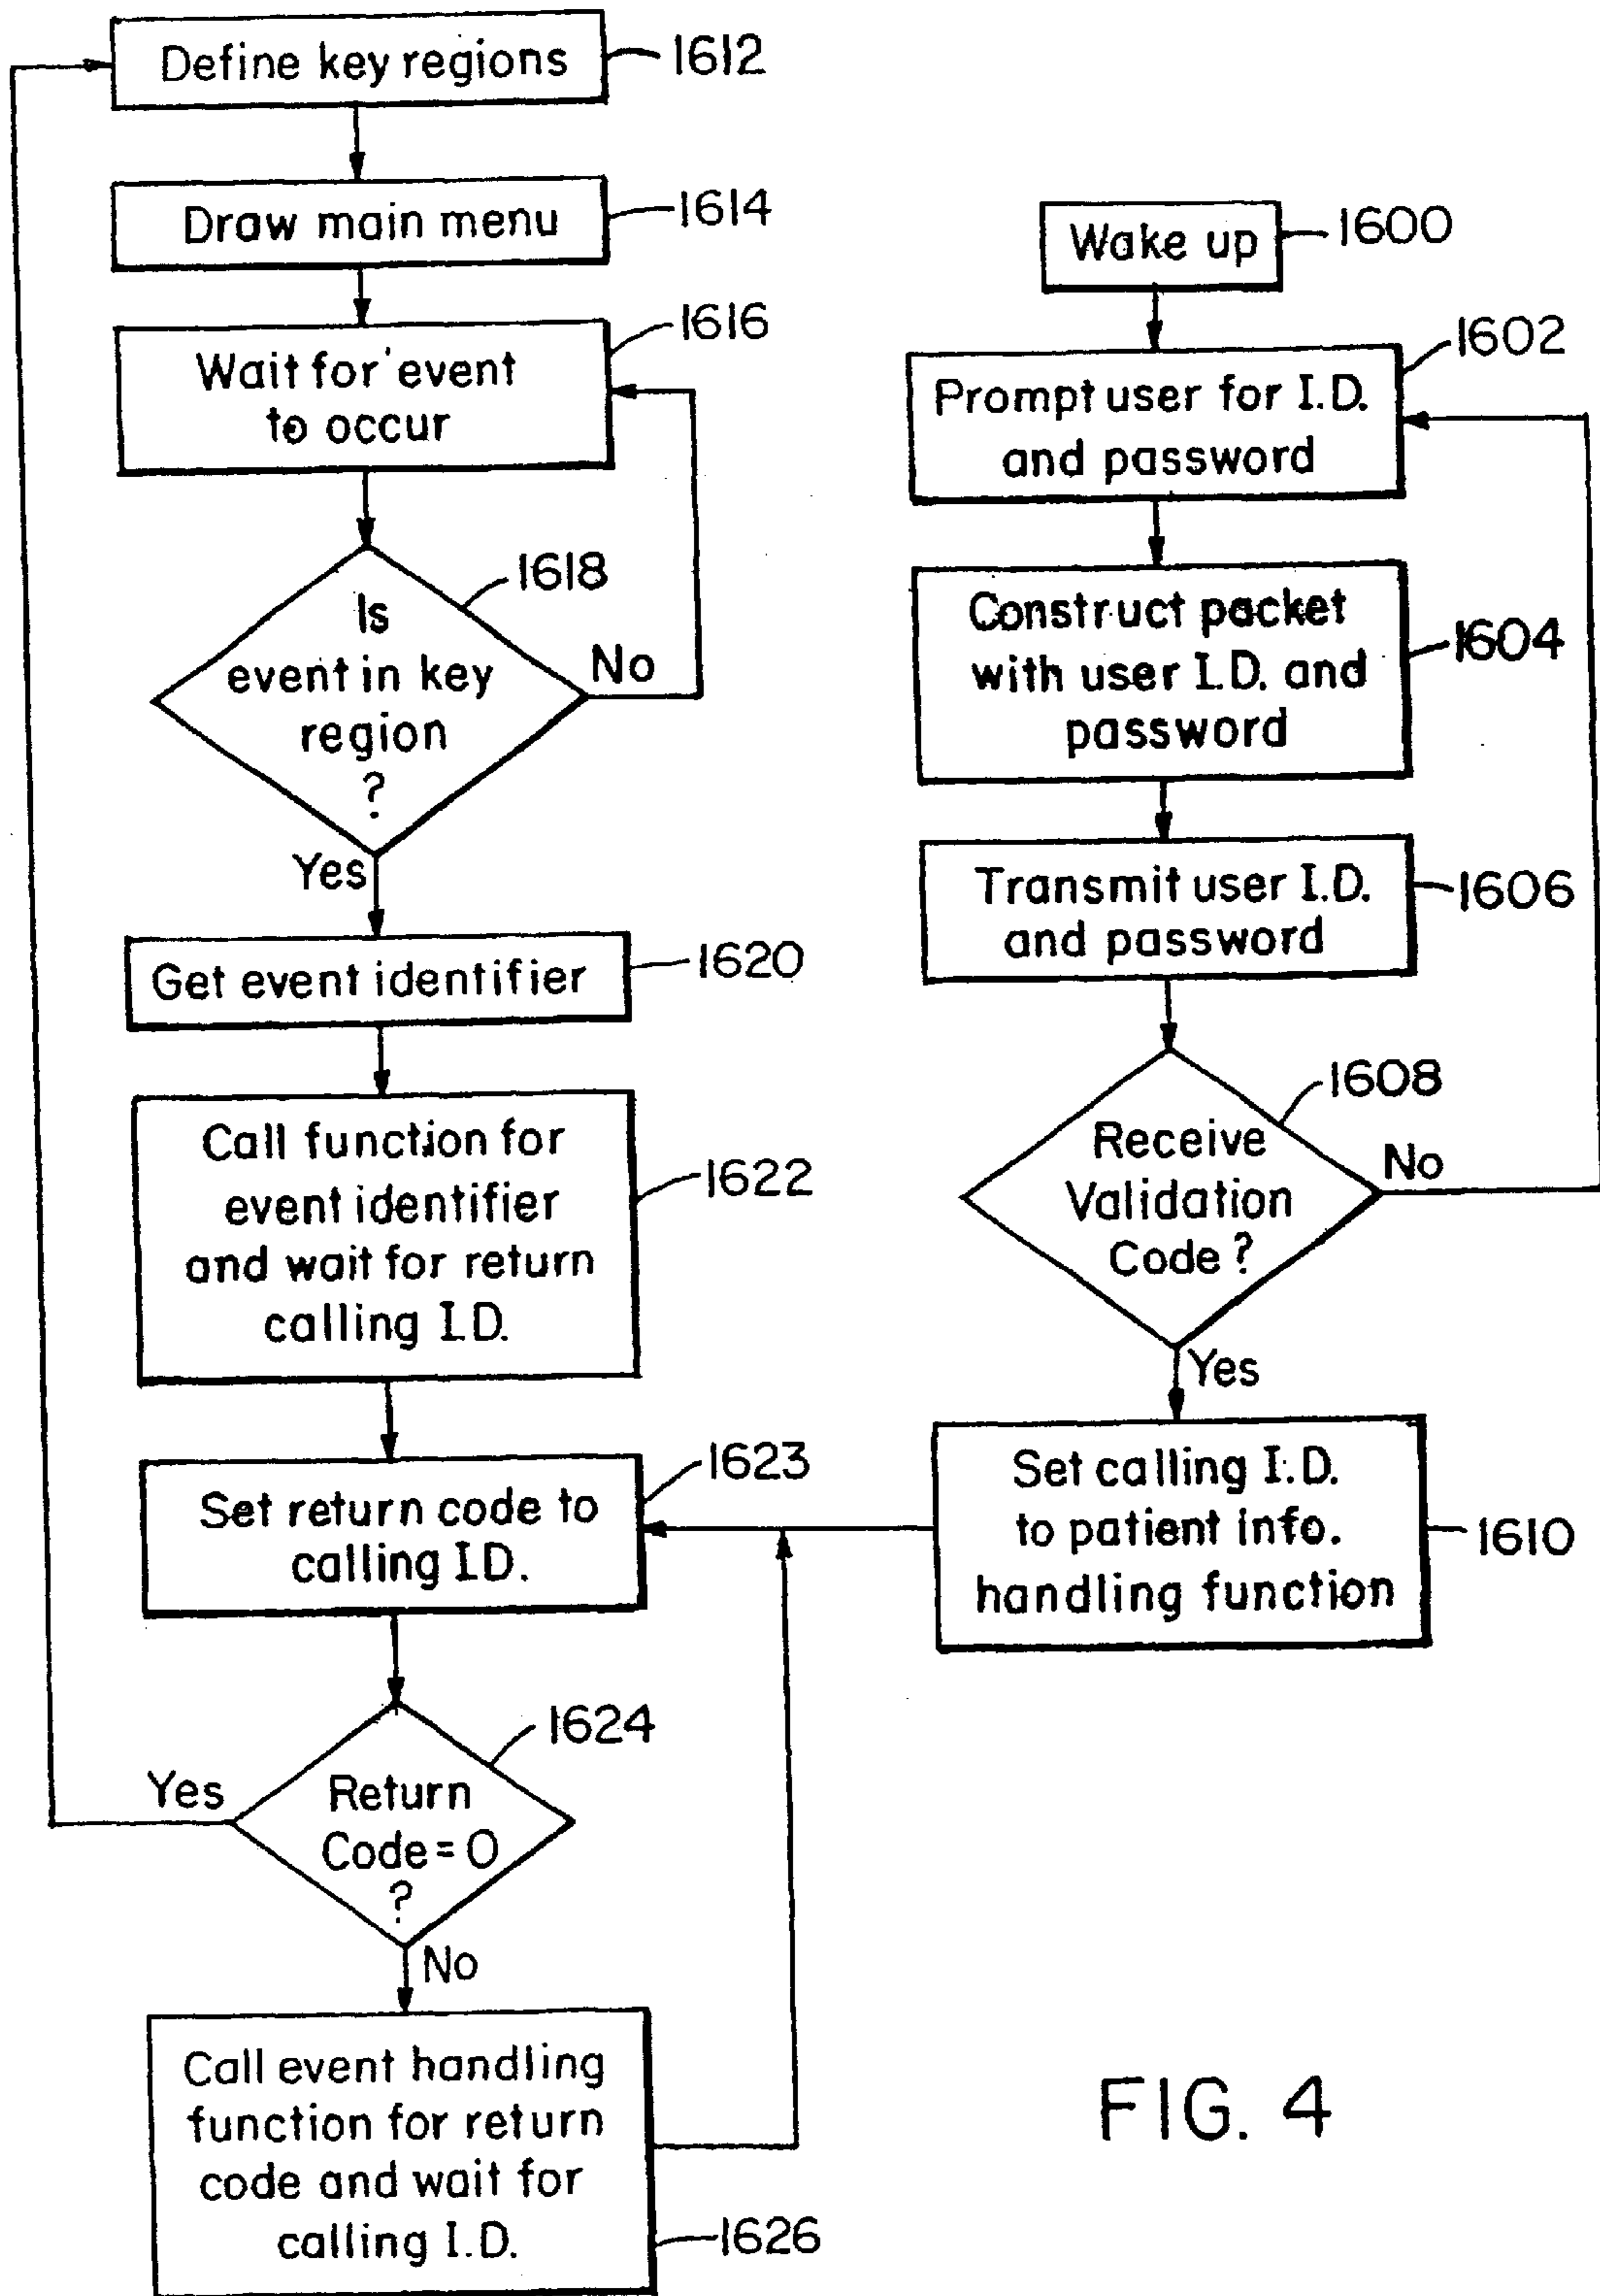 Define key regions
1612
Draw main menu
1614
Wait for event
to occur
1616
Is
event in key
region
?
1618
No
Yes
Get event identifier
1620
Call function for
event identifier
and wait for return
calling I.D.
1622
Set return code to
calling I.D.
1623
Return
Code = 0
?
1624
Yes
No
Call event handling
function for return
code and wait for
calling I.D.
1626
Wake up
1600
Prompt user for I.D.
and password
1602
Construct packet
with user I.D. and
password
1604
Transmit user I.D.
and password
1606
Receive
Validation
Code ?
1608
No
Yes
Set calling I.D.
to patient info.
handling function
1610
FIG. 4